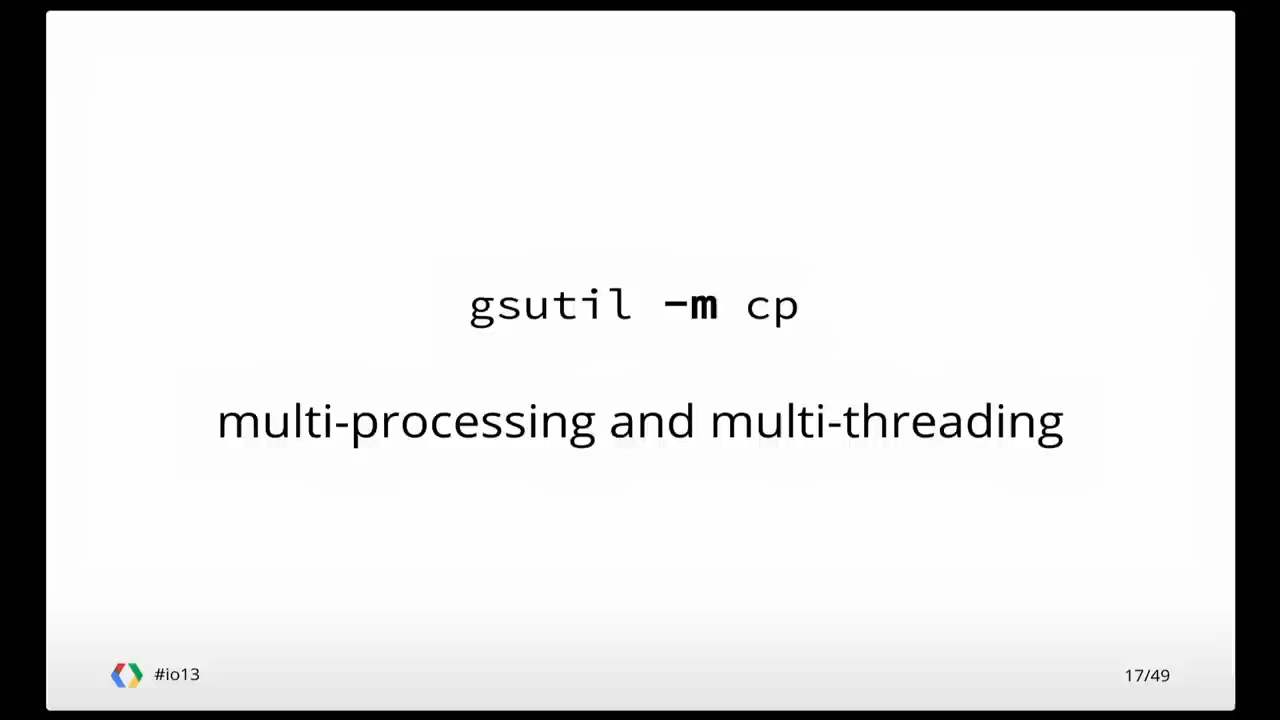 gsutil -m cp
multi-processing and multi-threading
#io13
17/49